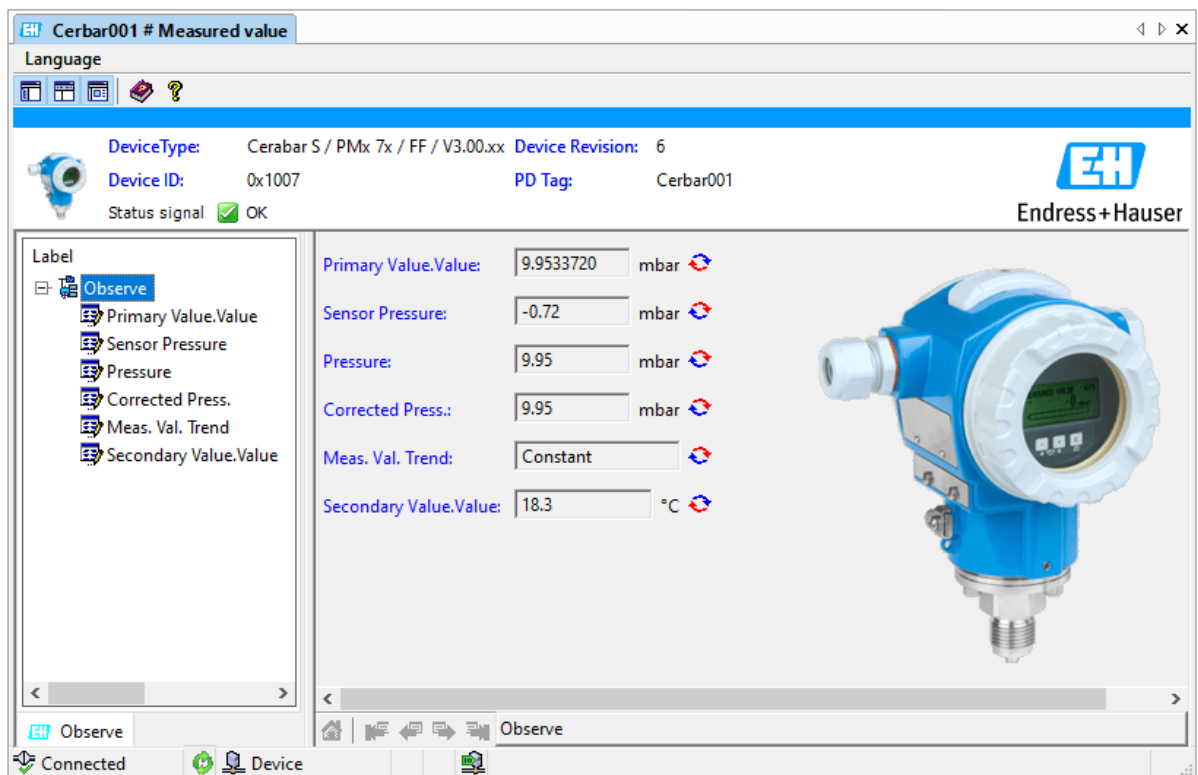 Cerbar001 # Measured value
Language
DeviceType: Cerabar S / PMx 7x / FF / V3.00.xx Device Revision: 6
Device ID: 0x1007 PD Tag: Cerbar001
Status signal OK
EH
Endress+Hauser
Label
Observe
Primary Value.Value
Sensor Pressure
Pressure
Corrected Press.
Meas. Val. Trend
Secondary Value.Value
Primary Value.Value: 9.9533720 mbar
Sensor Pressure: -0.72 mbar
Pressure: 9.95 mbar
Corrected Press.: 9.95 mbar
Meas. Val. Trend: Constant
Secondary Value.Value: 18.3 °C
EH Observe
Observe
Connected Device